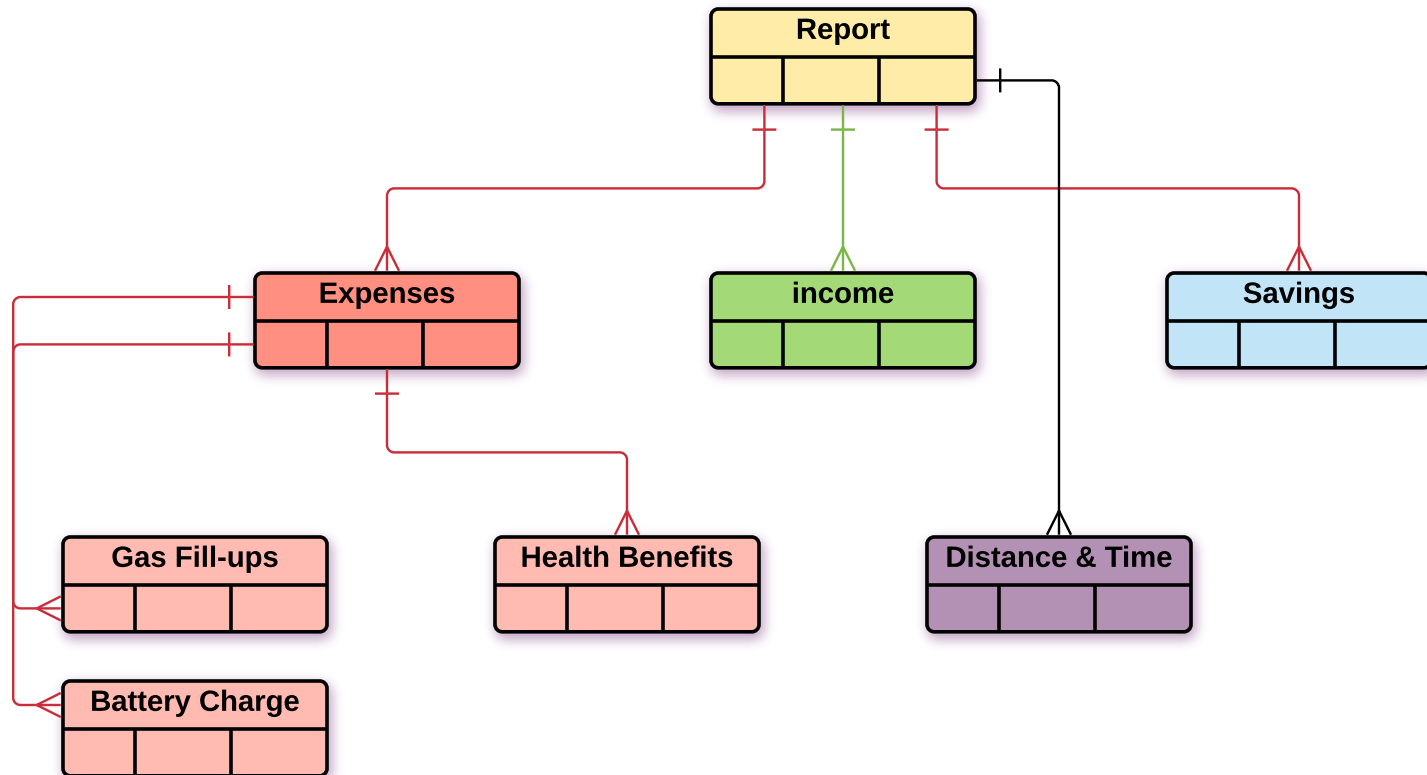 Report
Expenses
income
Savings
Gas Fill-ups
Health Benefits
Distance & Time
Battery Charge